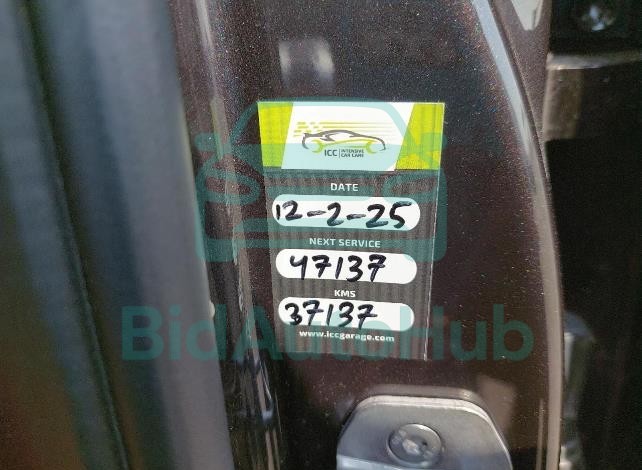 ICC INTENSIVE
CAR CARE
DATE
12-2-25
NEXT SERVICE
47137
KMS
37137
www.iccgarage.com
BidAutoHub